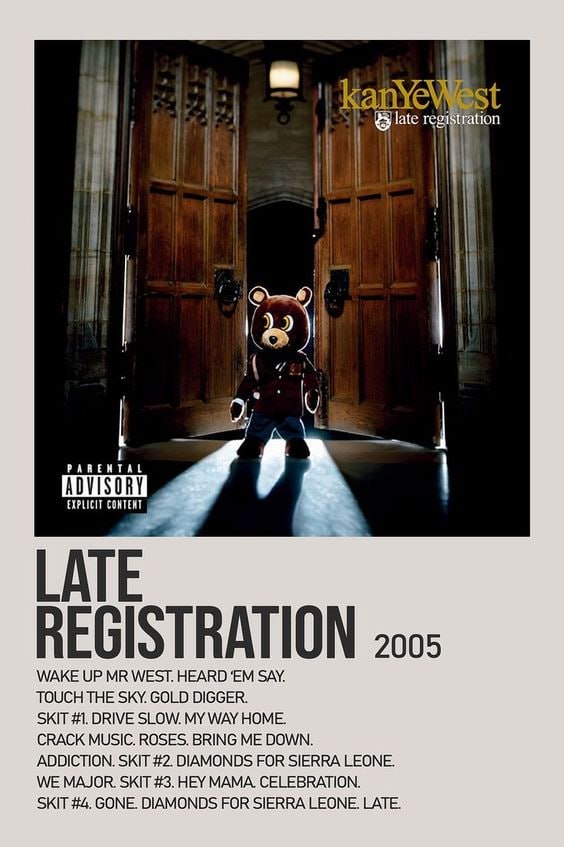 kanYeWest
late registration
PARENTAL
ADVISORY
EXPLICIT CONTENT
LATE
REGISTRATION 2005
WAKE UP MR WEST. HEARD ‘EM SAY.
TOUCH THE SKY. GOLD DIGGER.
SKIT #1. DRIVE SLOW. MY WAY HOME.
CRACK MUSIC. ROSES. BRING ME DOWN.
ADDICTION. SKIT #2. DIAMONDS FOR SIERRA LEONE.
WE MAJOR. SKIT #3. HEY MAMA. CELEBRATION.
SKIT #4. GONE. DIAMONDS FOR SIERRA LEONE. LATE.